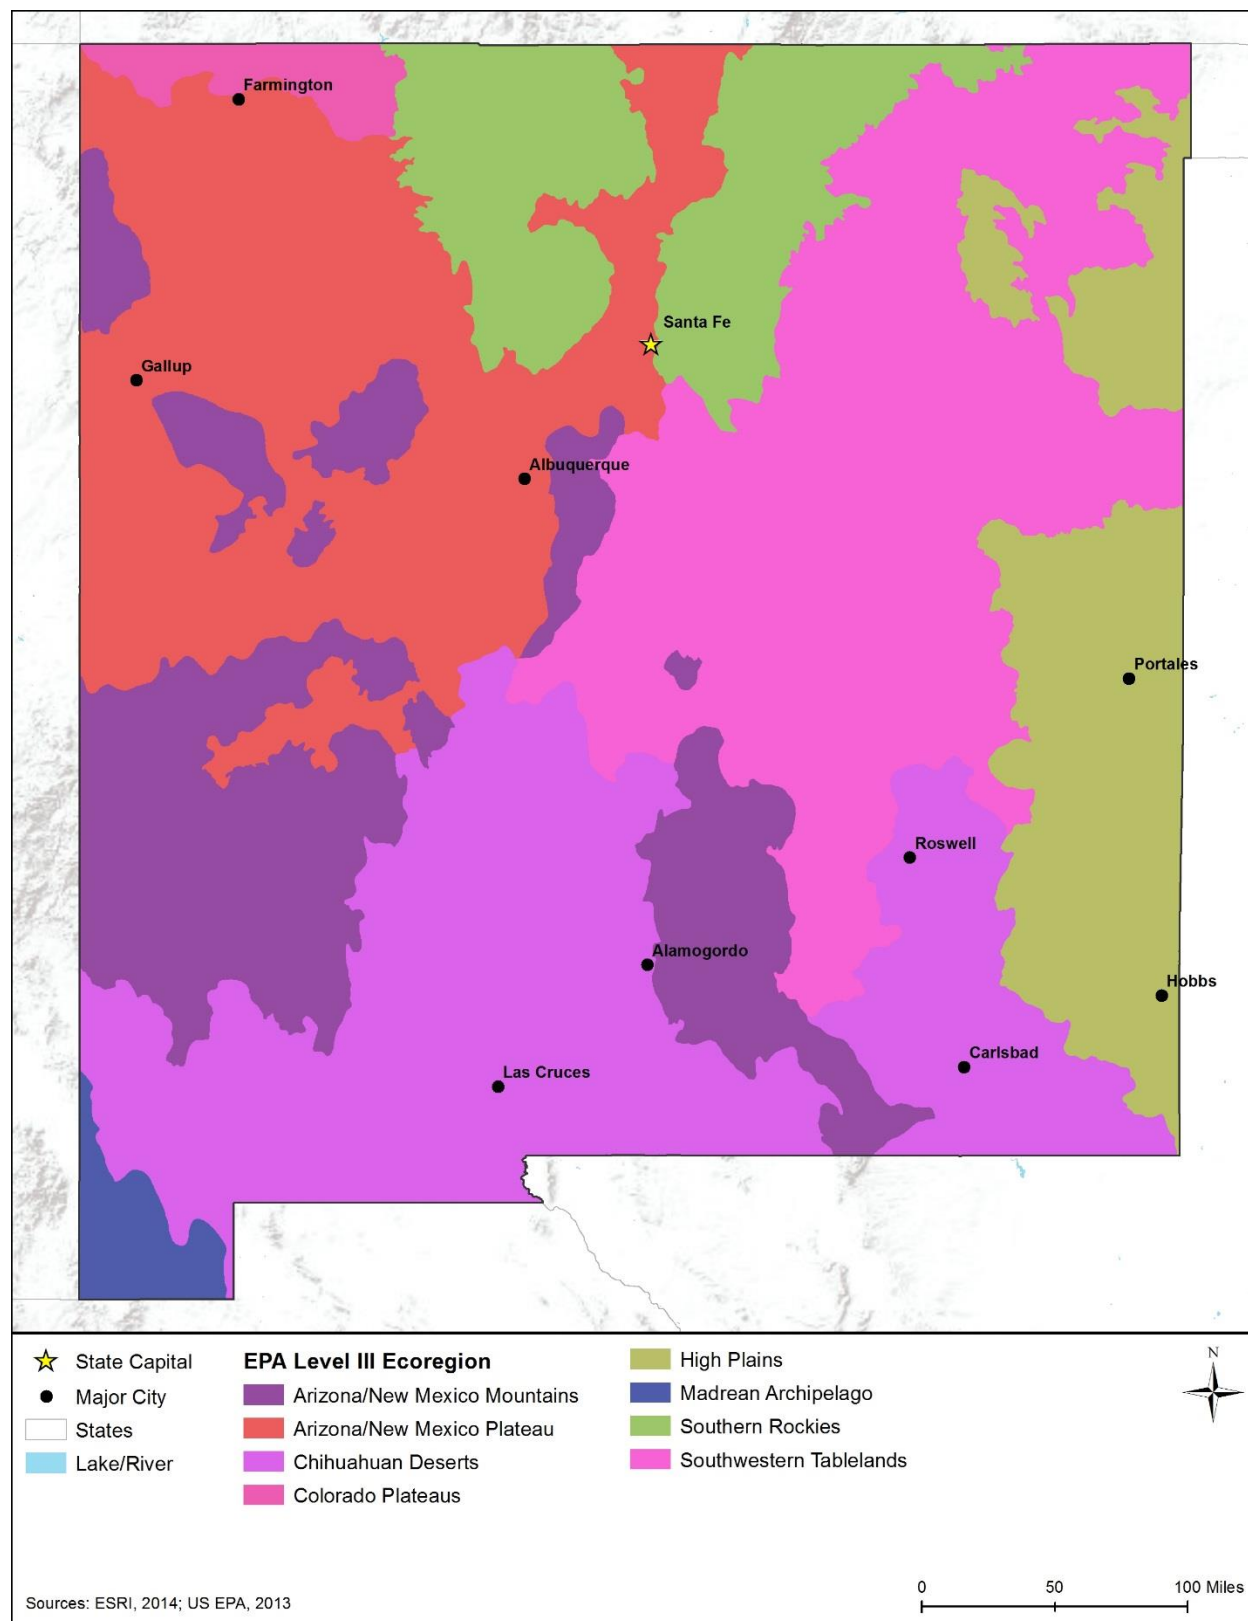 Farmington
Santa Fe
Gallup
Albuquerque
Portales
Roswell
Alamogordo
Hobbs
Carlsbad
Las Cruces
State Capital
Major City
States
Lake/River
EPA Level III Ecoregion
Arizona/New Mexico Mountains
Arizona/New Mexico Plateau
Chihuahuan Deserts
Colorado Plateaus
High Plains
Madrean Archipelago
Southern Rockies
Southwestern Tablelands
N
0 50 100 Miles
Sources: ESRI, 2014; US EPA, 2013